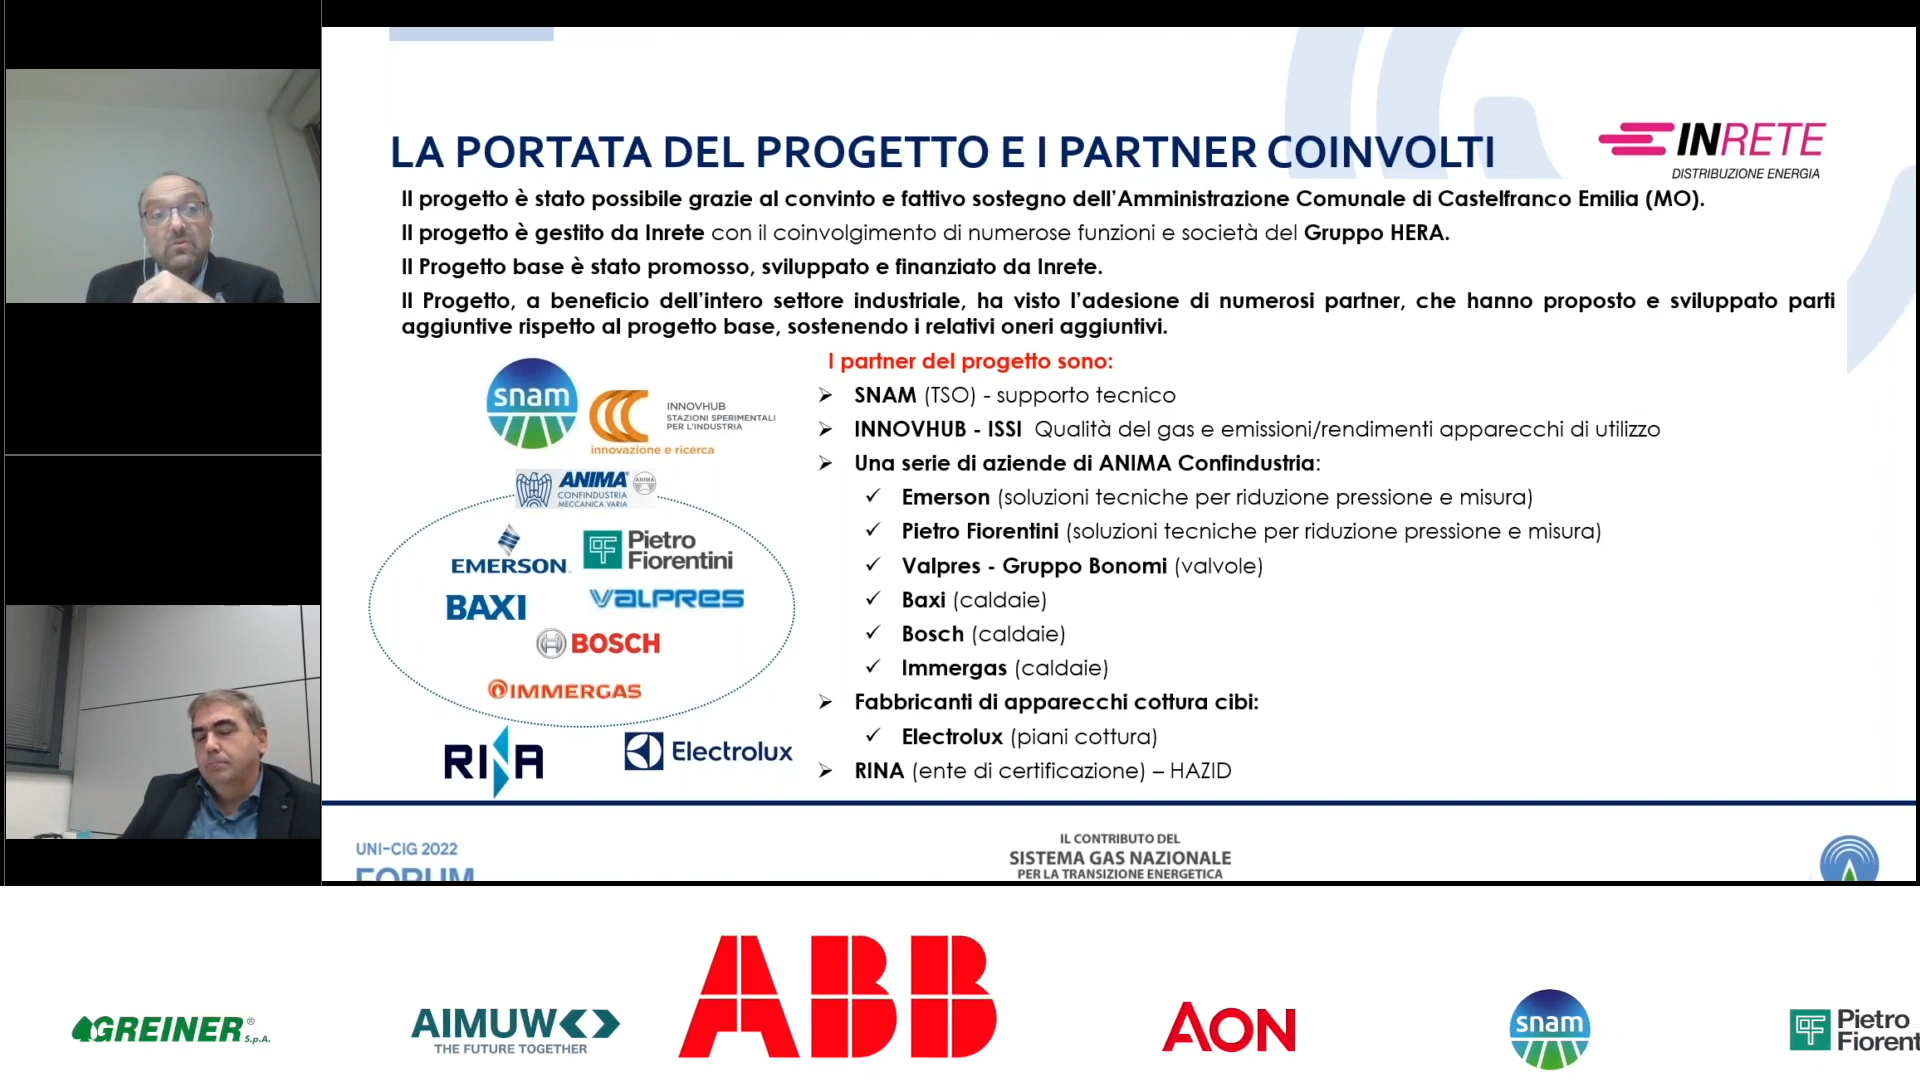 LA PORTATA DEL PROGETTO E I PARTNER COINVOLTI
INRETE
DISTRIBUZIONE ENERGIA
Il progetto è stato possibile grazie al convinto e fattivo sostegno dell'Amministrazione Comunale di Castelfranco Emilia (MO).
Il progetto è gestito da Inrete con il coinvolgimento di numerose funzioni e società del Gruppo HERA.
Il Progetto base è stato promosso, sviluppato e finanziato da Inrete.
Il Progetto, a beneficio dell'intero settore industriale, ha visto l'adesione di numerosi partner, che hanno proposto e sviluppato parti
aggiuntive rispetto al progetto base, sostenendo i relativi oneri aggiuntivi.
snam
INNOVHUB
STAZIONI SPERIMENTALI
PER L'INDUSTRIA
innovazione e ricerca
ANIMA®
CONFINDUSTRIA
MECCANICA VARIA
ANIMA
EMERSON
Pietro
Fiorentini
BAXI
VALPRES
BOSCH
IMMERGAS
RINA
Electrolux
I partner del progetto sono:
➢ SNAM (TSO) - supporto tecnico
➢ INNOVHUB - ISSI Qualità del gas e emissioni/rendimenti apparecchi di utilizzo
➢ Una serie di aziende di ANIMA Confindustria:
✓ Emerson (soluzioni tecniche per riduzione pressione e misura)
✓ Pietro Fiorentini (soluzioni tecniche per riduzione pressione e misura)
✓ Valpres - Gruppo Bonomi (valvole)
✓ Baxi (caldaie)
✓ Bosch (caldaie)
✓ Immergas (caldaie)
➢ Fabbricanti di apparecchi cottura cibi:
✓ Electrolux (piani cottura)
➢ RINA (ente di certificazione) – HAZID
UNI-CIG 2022
FORUM
IL CONTRIBUTO DEL
SISTEMA GAS NAZIONALE
PER LA TRANSIZIONE ENERGETICA
GREINER® S.p.A.
AIMUW
THE FUTURE TOGETHER
ABB
AON
snam
Pietro
Fiorent